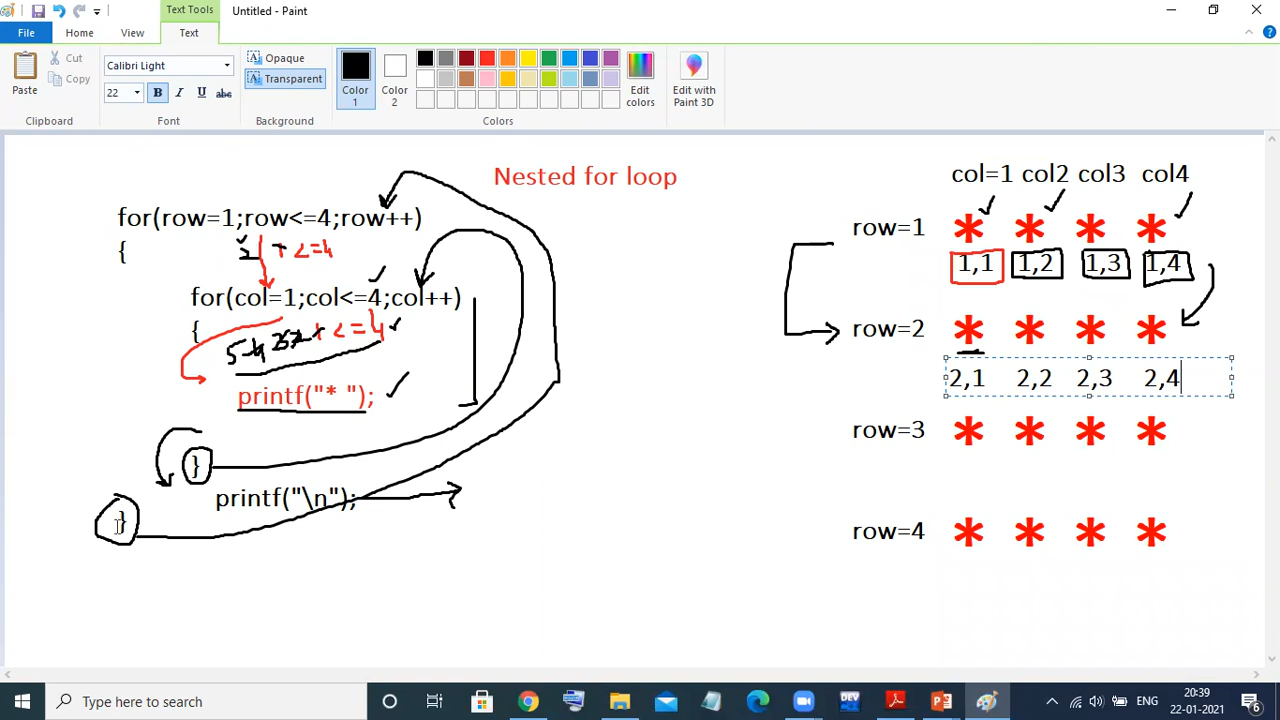 Text Tools
Untitled - Paint
File
Home
View
Text
Paste
Cut
Copy
Calibri Light
22
B
I
U
abc
Opaque
Transparent
Color 1
Color 2
Edit colors
Edit with Paint 3D
Clipboard
Font
Background
Colors
Nested for loop
for(row=1;row<=4;row++)
{
<=4
for(col=1;col<=4;col++)
{
<=4
printf("* ");
}
printf("\n");
}
col=1 col2 col3 col4
row=1 * * * *
1,1 1,2 1,3 1,4
row=2 * * * *
2,1 2,2 2,3 2,4
row=3 * * * *
row=4 * * * *
Type here to search
DEV
ENG
20:39
22-01-2021
6